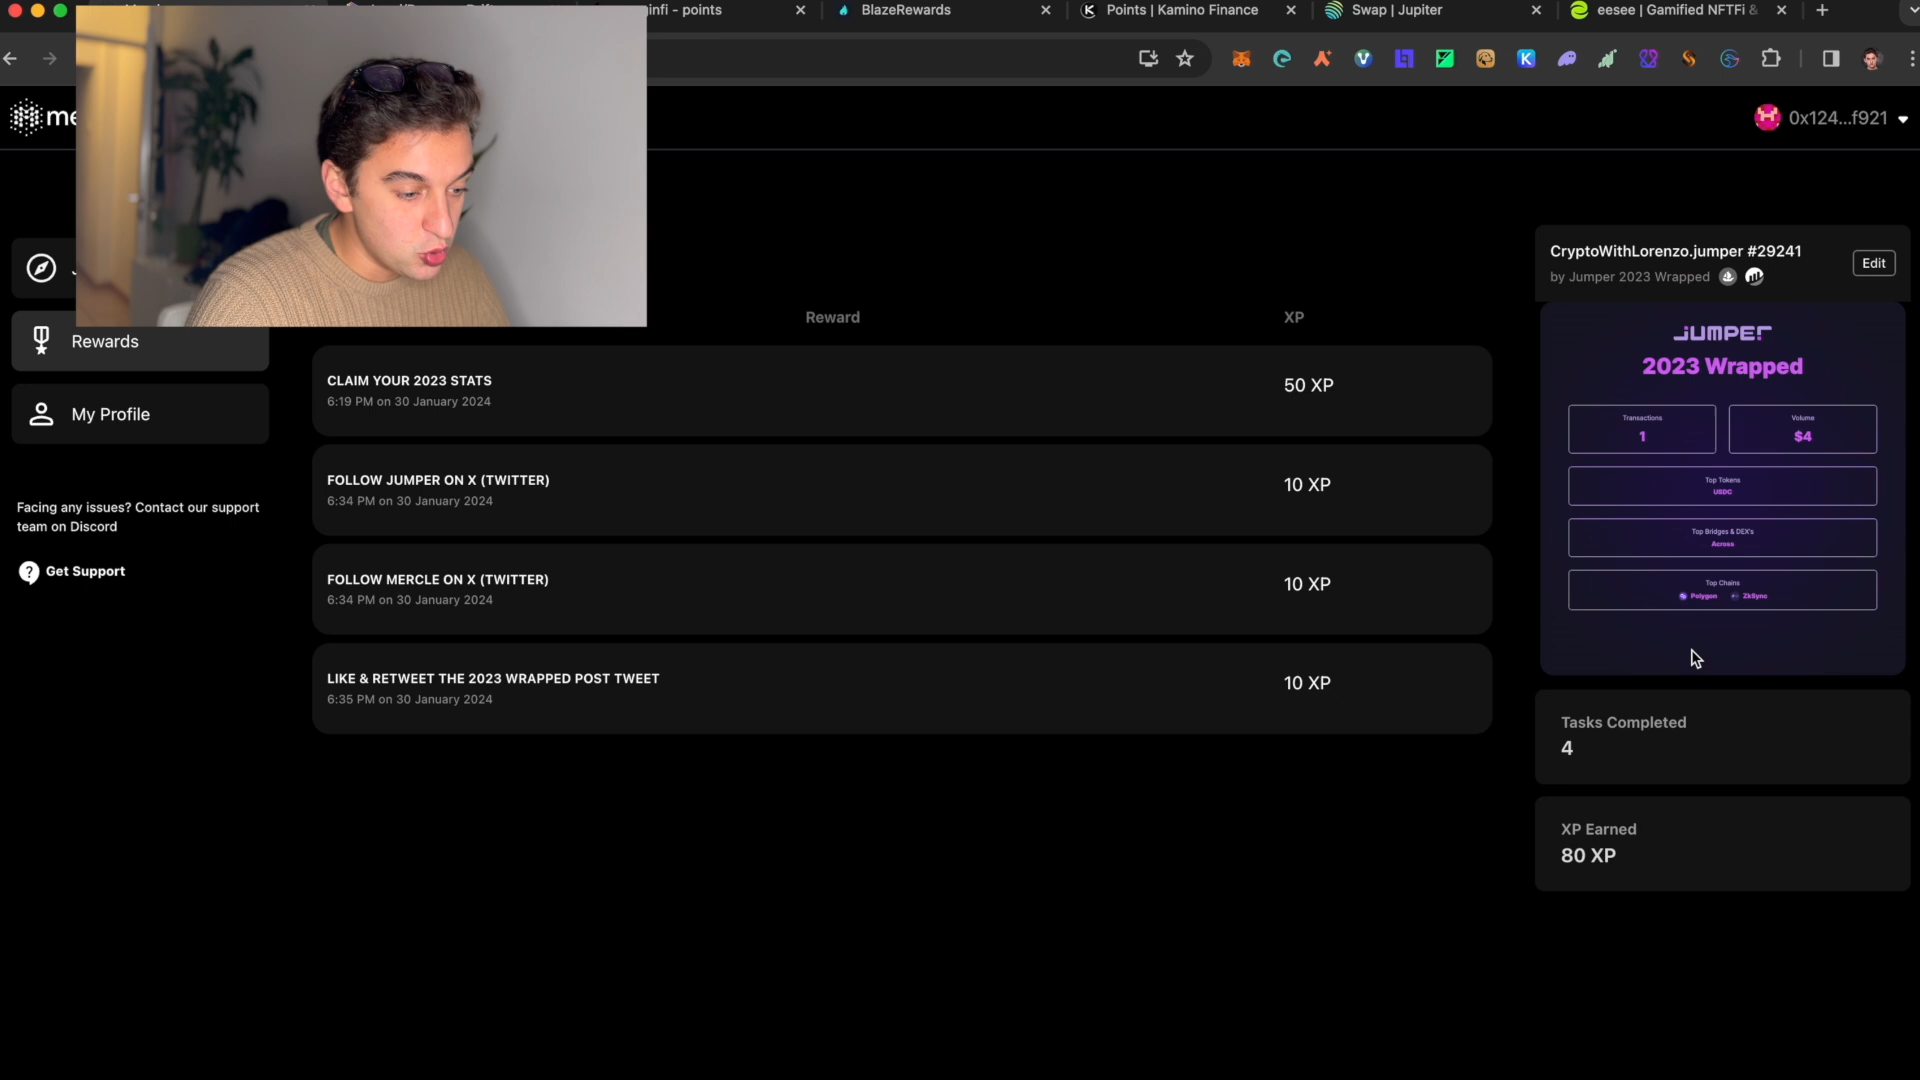 infi - points
BlazeRewards
Points | Kamino Finance
Swap | Jupiter
eesee | Gamified NFTFi &
me
0x124...f921
CryptoWithLorenzo.jumper #29241
by Jumper 2023 Wrapped
Edit
Reward
XP
Rewards
My Profile
Facing any issues? Contact our support
team on Discord
Get Support
CLAIM YOUR 2023 STATS
6:19 PM on 30 January 2024
50 XP
FOLLOW JUMPER ON X (TWITTER)
6:34 PM on 30 January 2024
10 XP
FOLLOW MERCLE ON X (TWITTER)
6:34 PM on 30 January 2024
10 XP
LIKE & RETWEET THE 2023 WRAPPED POST TWEET
6:35 PM on 30 January 2024
10 XP
JUMPER
2023 Wrapped
Transactions
1
Volume
$4
Top Tokens
USDC
Top Bridges & DEX's
Across
Top Chains
Polygon ZkSync
Tasks Completed
4
XP Earned
80 XP